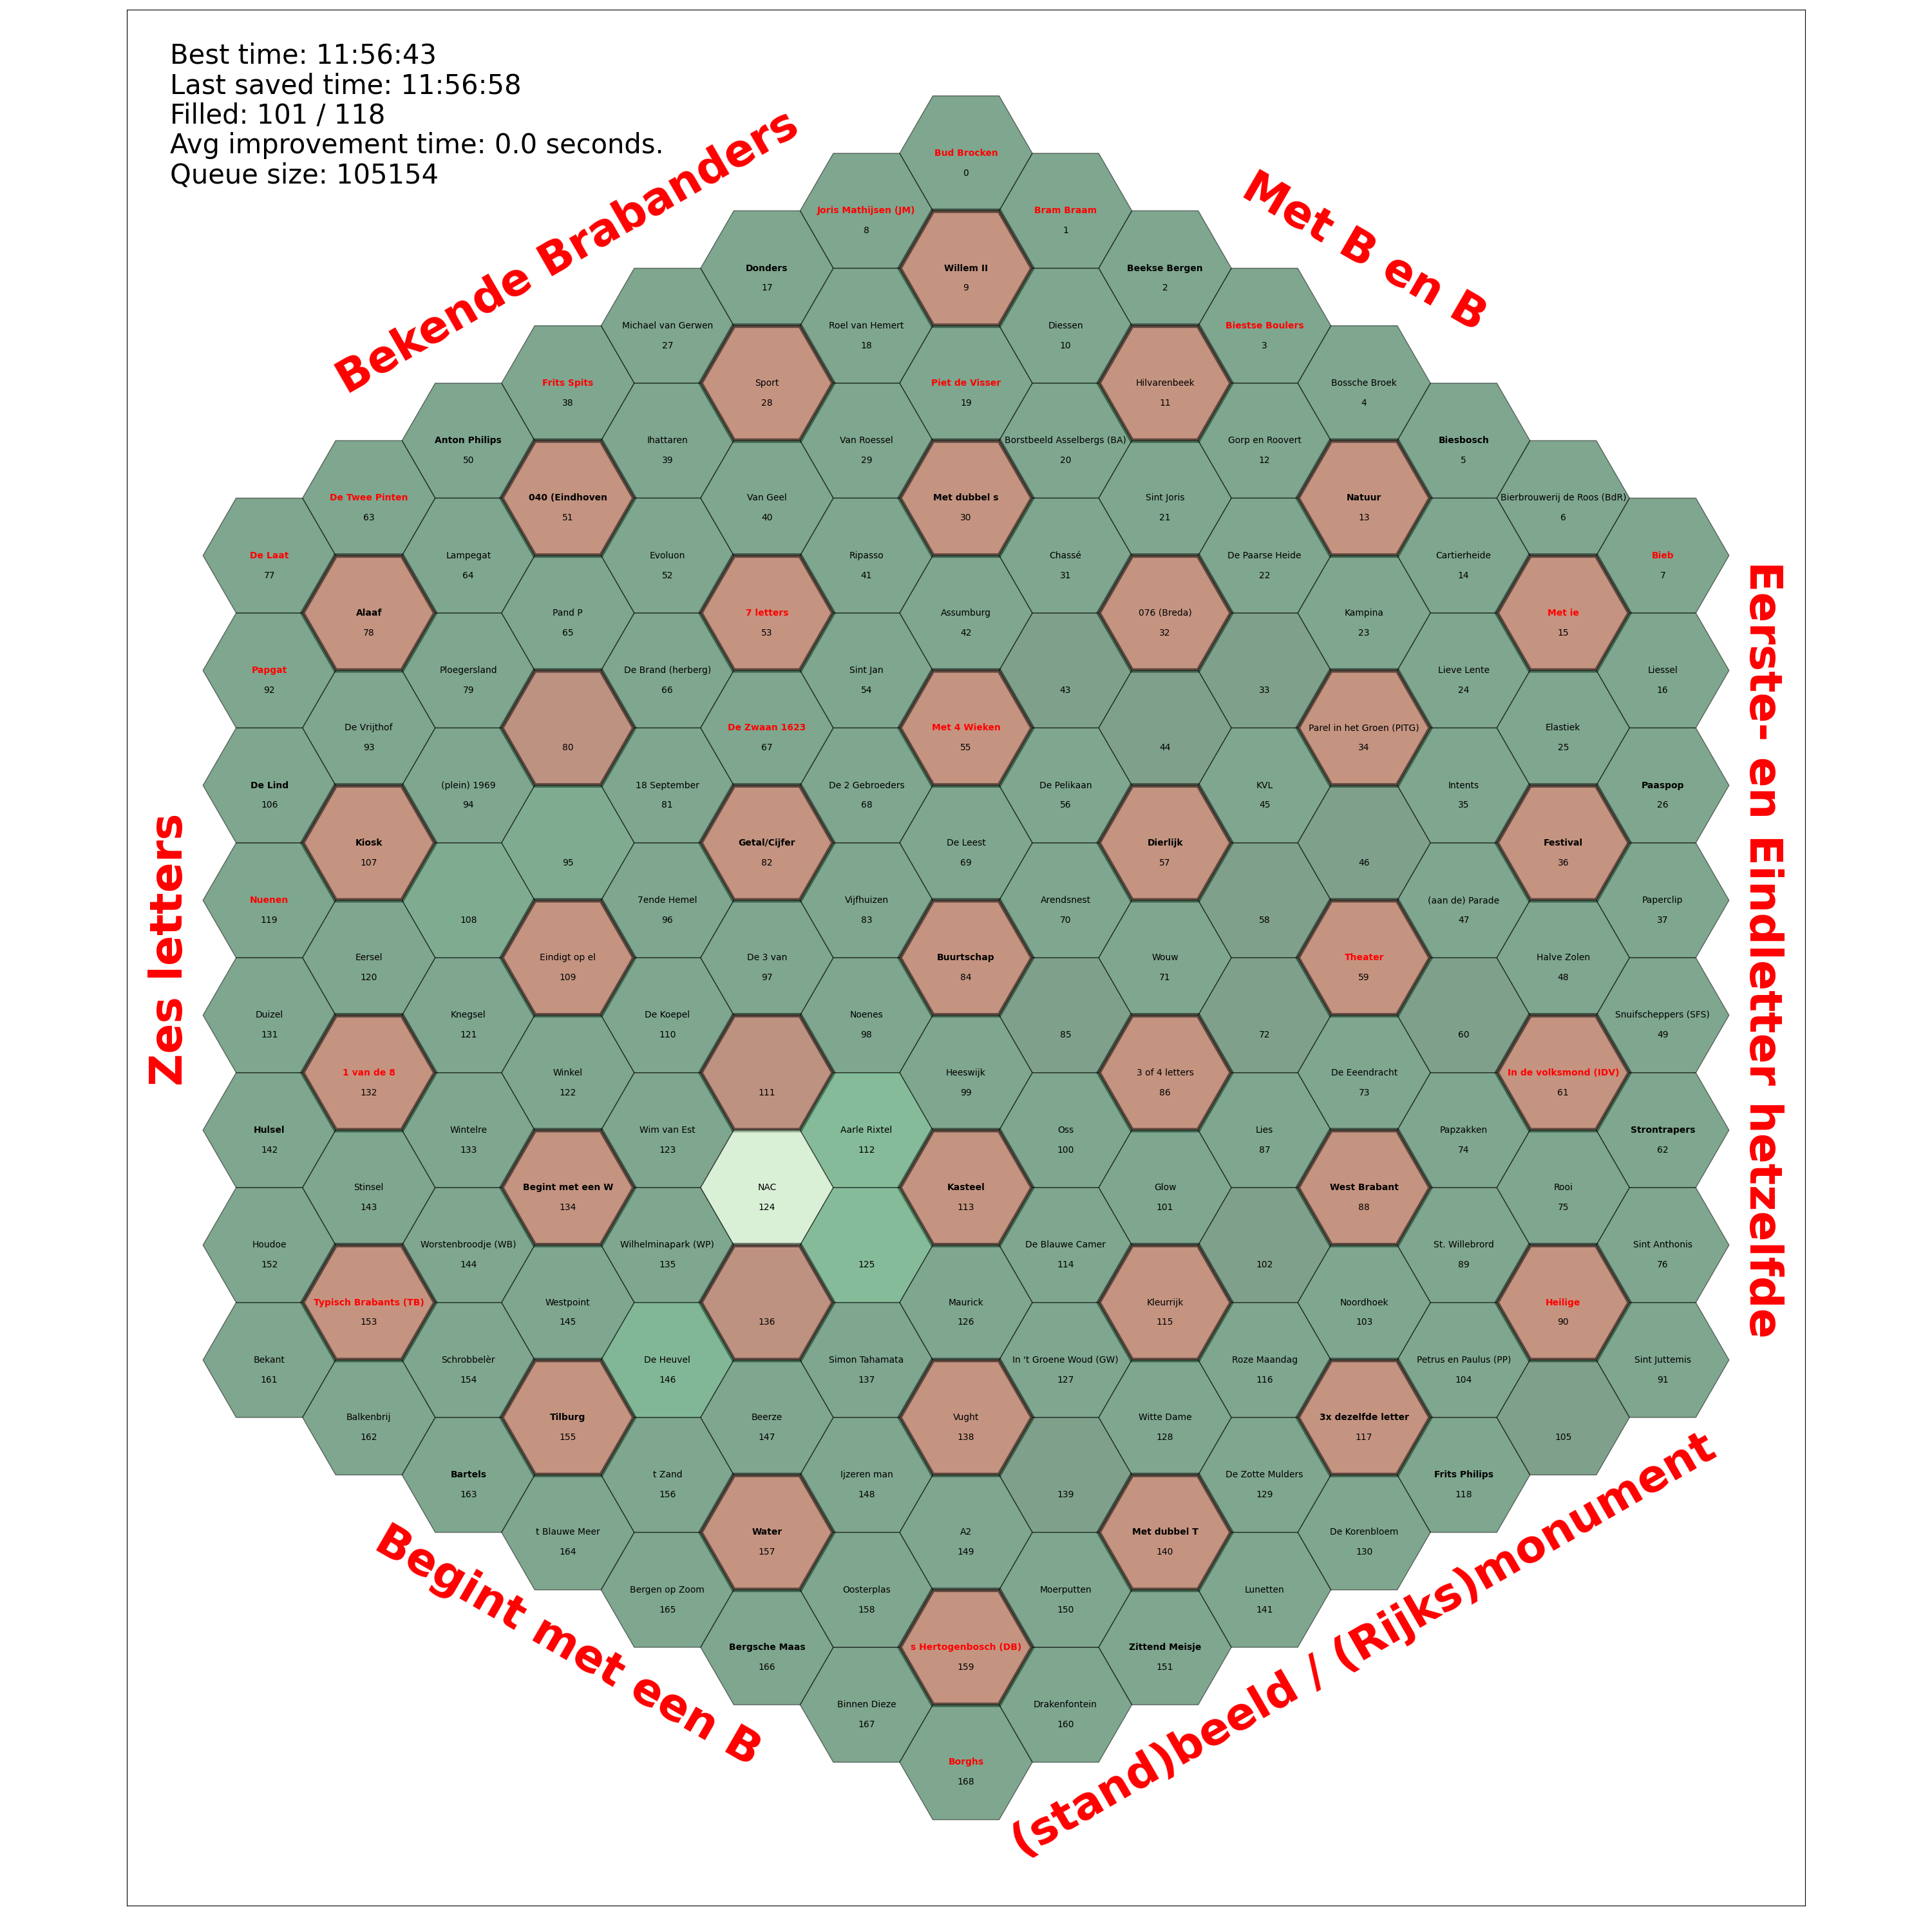 Best time: 11:56:43
Last saved time: 11:56:58
Filled: 101 / 118
Avg improvement time: 0.0 seconds.
Queue size: 105154
Bekende Brabanders
Met B en B
Eerste- en Eindletter hetzelfde
(stand)beeld / (Rijks)monument
Begint met een B
Zes letters
Bud Brocken
0
Bram Braam
1
Beekse Bergen
2
Biestse Boulers
3
Bossche Broek
4
Biesbosch
5
Bierbrouwerij de Roos (BdR)
6
Bieb
7
Joris Mathijsen (JM)
8
Willem II
9
Diessen
10
Hilvarenbeek
11
Gorp en Roovert
12
Natuur
13
Cartierheide
14
Met ie
15
Liessel
16
Donders
17
Roel van Hemert
18
Piet de Visser
19
Borstbeeld Asselbergs (BA)
20
Sint Joris
21
De Paarse Heide
22
Kampina
23
Lieve Lente
24
Elastiek
25
Paaspop
26
Michael van Gerwen
27
Sport
28
Van Roessel
29
Met dubbel s
30
Chassé
31
076 (Breda)
32
33
Parel in het Groen (PITG)
34
Intents
35
Festival
36
Paperclip
37
Frits Spits
38
Ihattaren
39
Van Geel
40
Ripasso
41
Assumburg
42
43
44
KVL
45
46
(aan de) Parade
47
Halve Zolen
48
Snuifscheppers (SFS)
49
Anton Philips
50
040 (Eindhoven
51
Evoluon
52
7 letters
53
Sint Jan
54
Met 4 Wieken
55
De Pelikaan
56
Dierlijk
57
58
Theater
59
60
In de volksmond (IDV)
61
Strontrapers
62
De Twee Pinten
63
Lampegat
64
Pand P
65
De Brand (herberg)
66
De Zwaan 1623
67
De 2 Gebroeders
68
De Leest
69
Arendsnest
70
Wouw
71
72
De Eendracht
73
Papzakken
74
Rooi
75
Sint Anthonis
76
De Laat
77
Alaaf
78
Ploegersland
79
80
18 September
81
Getal/Cijfer
82
Vijfhuizen
83
Buurtschap
84
85
3 of 4 letters
86
Lies
87
West Brabant
88
St. Willebrord
89
Heilige
90
Sint Juttemis
91
Papgat
92
De Vrijthof
93
(plein) 1969
94
95
7ende Hemel
96
De 3 van
97
Noenes
98
Heeswijk
99
Oss
100
Glow
101
102
Noordhoek
103
Petrus en Paulus (PP)
104
105
De Lind
106
Kiosk
107
108
Eindigt op el
109
De Koepel
110
111
Aarle Rixtel
112
Kasteel
113
De Blauwe Camer
114
Kleurrijk
115
Roze Maandag
116
3x dezelfde letter
117
Frits Philips
118
Nuenen
119
Eersel
120
Knegsel
121
Winkel
122
Wim van Est
123
NAC
124
125
Maurick
126
In 't Groene Woud (GW)
127
Witte Dame
128
De Zotte Mulders
129
De Korenbloem
130
Duizel
131
1 van de 8
132
Wintelre
133
Begint met een W
134
Wilhelminapark (WP)
135
136
Simon Tahamata
137
Vught
138
139
Met dubbel T
140
Lunetten
141
Hulsel
142
Stinsel
143
Worstenbroodje (WB)
144
Westpoint
145
De Heuvel
146
Beerze
147
Ijzeren man
148
A2
149
Moerputten
150
Zittend Meisje
151
Houdoe
152
Typisch Brabants (TB)
153
Schrobbelèr
154
Tilburg
155
t Zand
156
Water
157
Oosterplas
158
s Hertogenbosch (DB)
159
Drakenfontein
160
Bekant
161
Balkenbrij
162
Bartels
163
t Blauwe Meer
164
Bergen op Zoom
165
Bergsche Maas
166
Binnen Dieze
167
Borghs
168